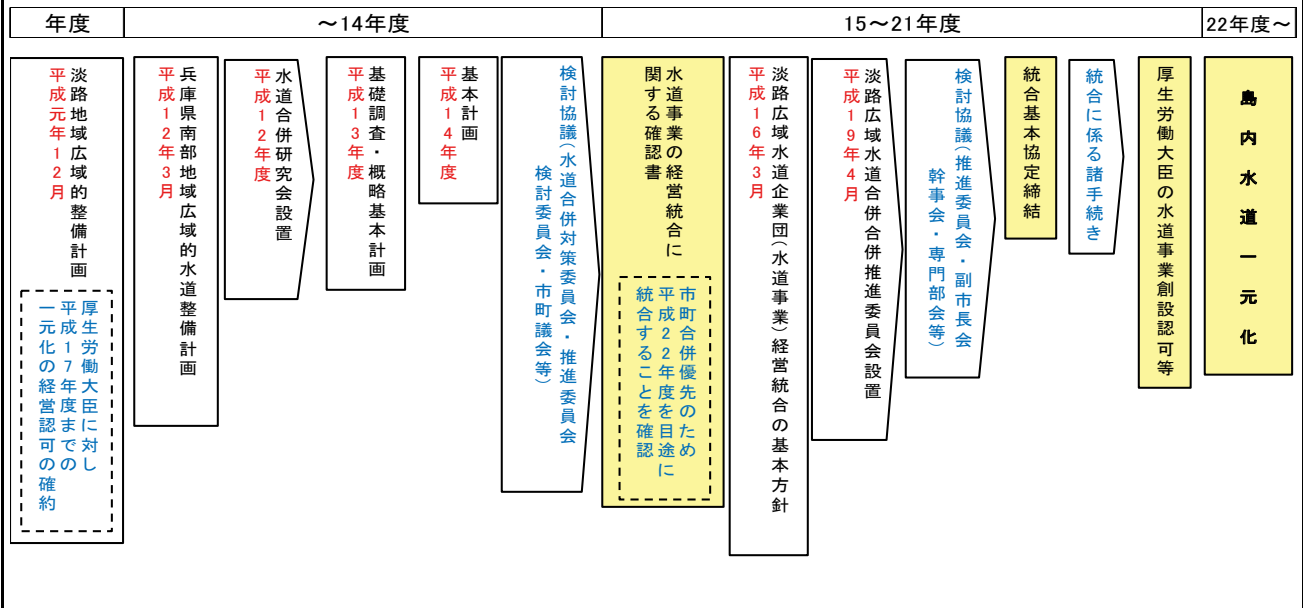 年度
～14年度
15～21年度
22年度～
淡路地域広域的整備計画
平成元年12月
厚生労働大臣に対し
平成17年度までの
一元化の経営認可の確約
兵庫県南部地域広域的水道整備計画
平成12年3月
水道合併研究会設置
平成12年度
基礎調査・概略基本計画
平成13年度
基本計画
平成14年度
検討協議（水道合併対策委員会・推進委員会
検討委員会・市町議会等）
水道事業の経営統合に
関する確認書
市町合併優先のため
平成22年度を目途に
統合することを確認
淡路広域水道企業団（水道事業）経営統合の基本方針
平成16年3月
淡路広域水道合併合併推進委員会設置
平成19年4月
検討協議（推進委員会・副市長会
幹事会・専門部会等）
統合基本協定締結
統合に係る諸手続き
厚生労働大臣の水道事業創設認可等
島内水道一元化